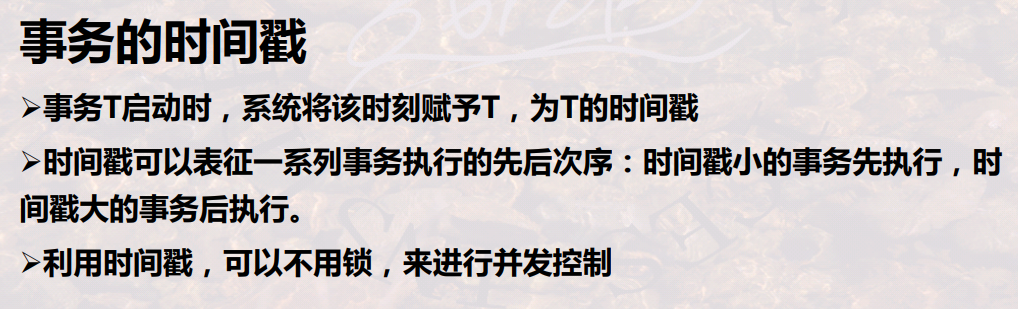 事务的时间戳
➢事务T启动时，系统将该时刻赋予T，为T的时间戳
➢时间戳可以表征一系列事务执行的先后次序：时间戳小的事务先执行，时
间戳大的事务后执行。
➢利用时间戳，可以不用锁，来进行并发控制